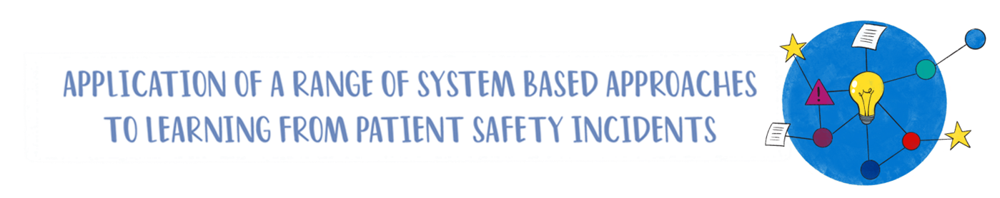 APPLICATION OF A RANGE OF SYSTEM BASED APPROACHES
TO LEARNING FROM PATIENT SAFETY INCIDENTS
!